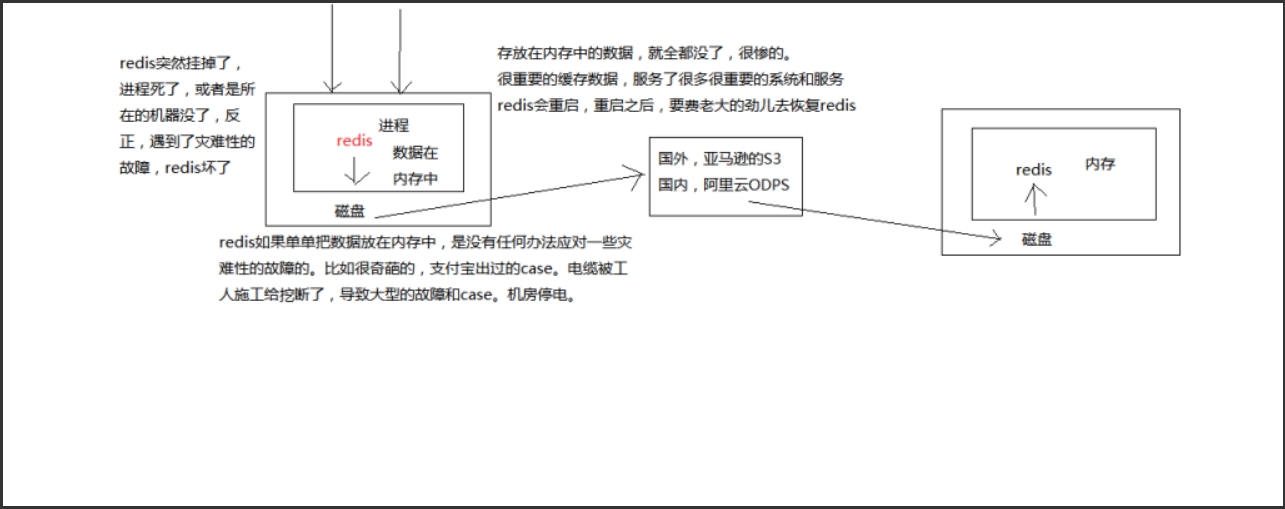 redis突然挂掉了，
进程死了，或者是所
在的机器没了，反
正，遇到了灾难性的
故障，redis坏了
存放在内存中的数据，就全都没了，很惨的。
很重要的缓存数据，服务了很多很重要的系统和服务
redis会重启，重启之后，要费老大的劲儿去恢复redis
进程
redis
数据在
内存中
磁盘
国外，亚马逊的S3
国内，阿里云ODPS
redis
内存
磁盘
redis如果单单把数据放在内存中，是没有任何办法应对一些灾
难性的故障的。比如很奇葩的，支付宝出过的case。电缆被工
人施工给挖断了，导致大型的故障和case。机房停电。